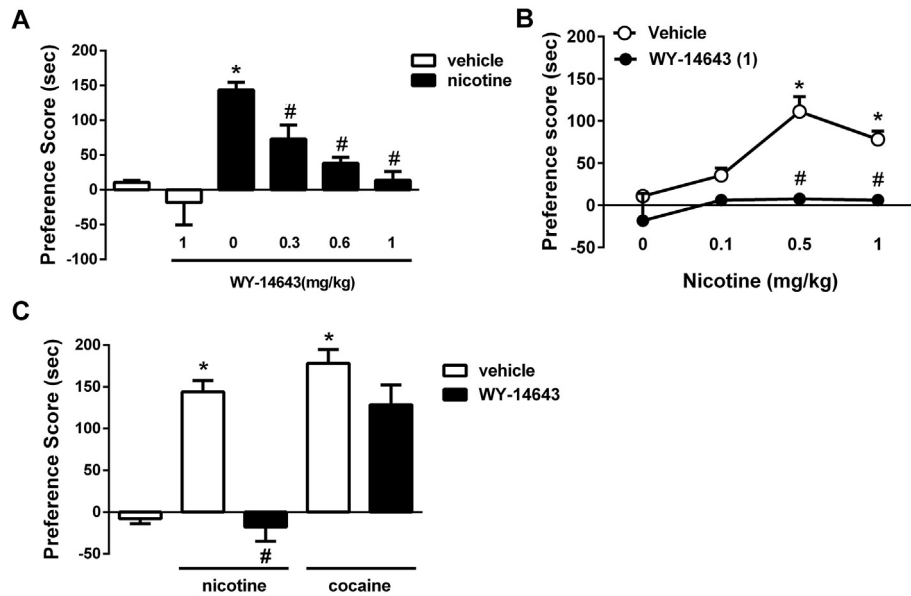 A
Preference Score (sec)
200
150
100
50
0
-50
-100
vehicle
nicotine
*
#
#
#
1 0 0.3 0.6 1
WY-14643(mg/kg)
B
Preference score (sec)
200
150
100
50
0
-50
Vehicle
WY-14643 (1)
*
*
#
#
0 0.1 0.5 1
Nicotine (mg/kg)
C
Preference Score (sec)
200
150
100
50
0
-50
vehicle
WY-14643
*
*
#
nicotine cocaine